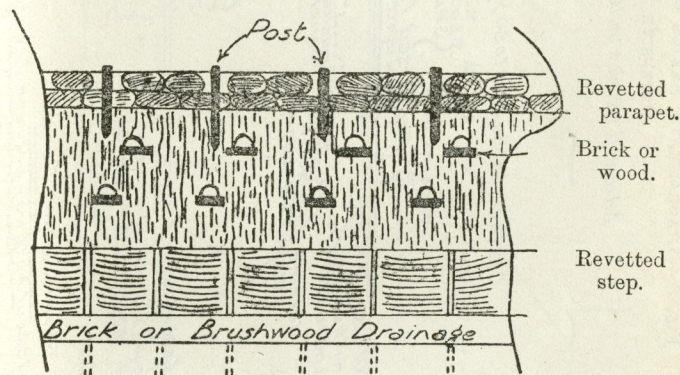 Post
Revetted
parapet.
Brick or
wood.
Revetted
step.
Brick or Brushwood Drainage